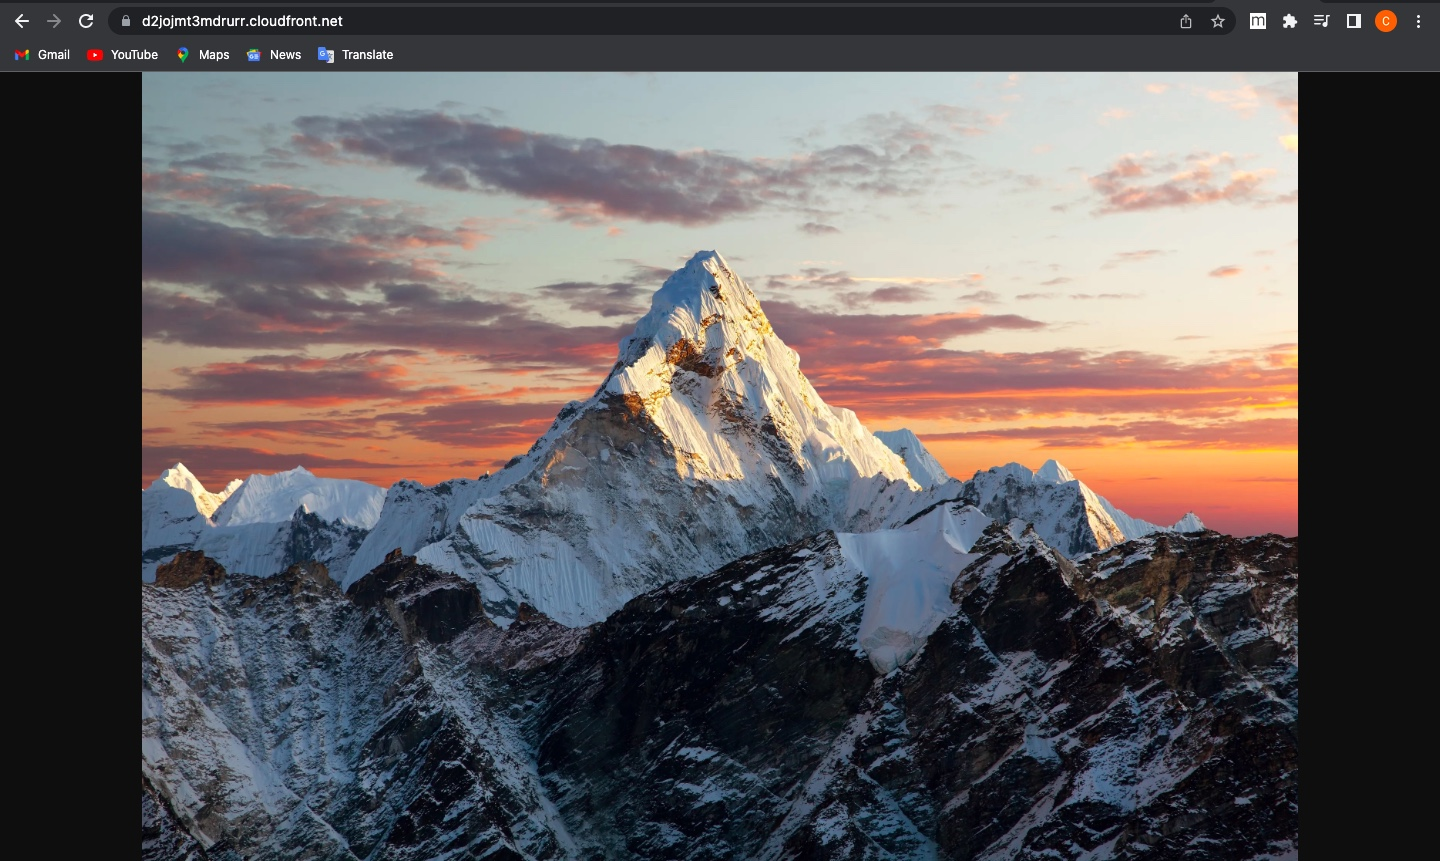 d2jojmt3mdrurr.cloudfront.net
m
C
Gmail YouTube Maps News Translate